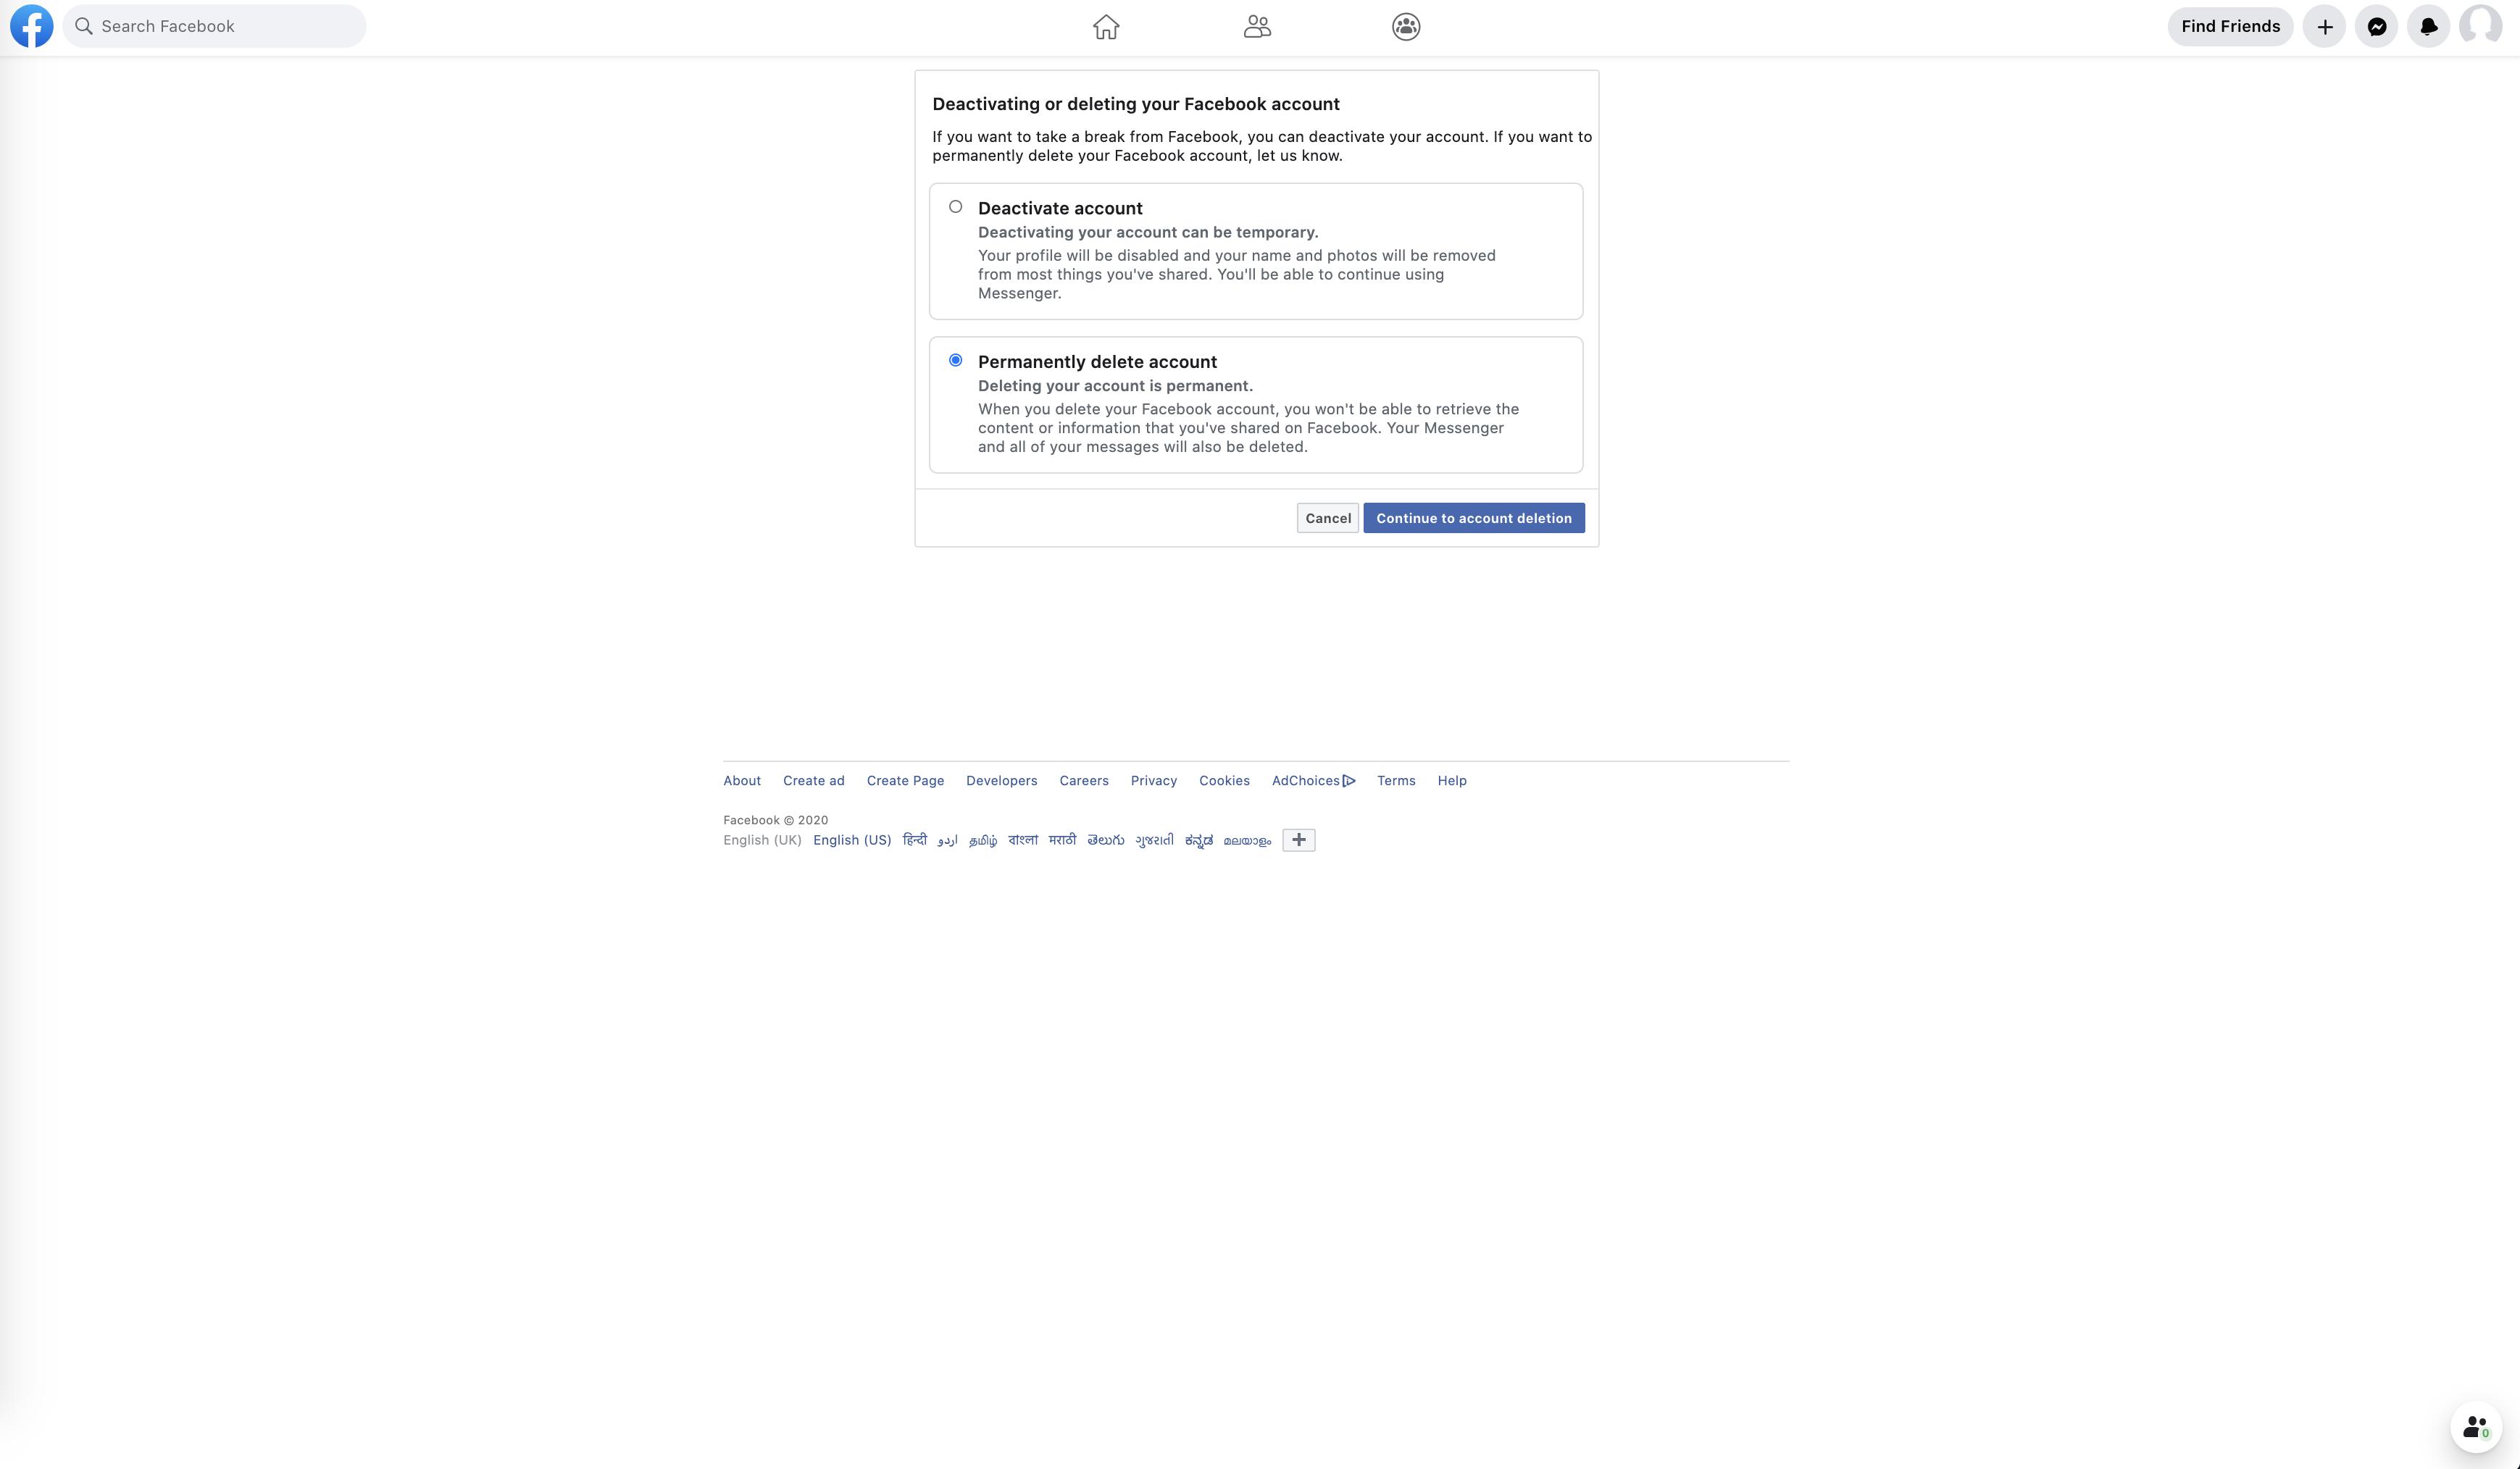 Search Facebook
Find Friends
Deactivating or deleting your Facebook account
If you want to take a break from Facebook, you can deactivate your account. If you want to
permanently delete your Facebook account, let us know.
Deactivate account
Deactivating your account can be temporary.
Your profile will be disabled and your name and photos will be removed
from most things you've shared. You'll be able to continue using
Messenger.
Permanently delete account
Deleting your account is permanent.
When you delete your Facebook account, you won't be able to retrieve the
content or information that you've shared on Facebook. Your Messenger
and all of your messages will also be deleted.
Cancel Continue to account deletion
About Create ad Create Page Developers Careers Privacy Cookies AdChoices Terms Help
Facebook © 2020
English (UK) English (US) हिन्दी اردو தமிழ் বাংলা मराठी తెలుగు ગુજરાતી ಕನ್ನಡ മലയാളം
0